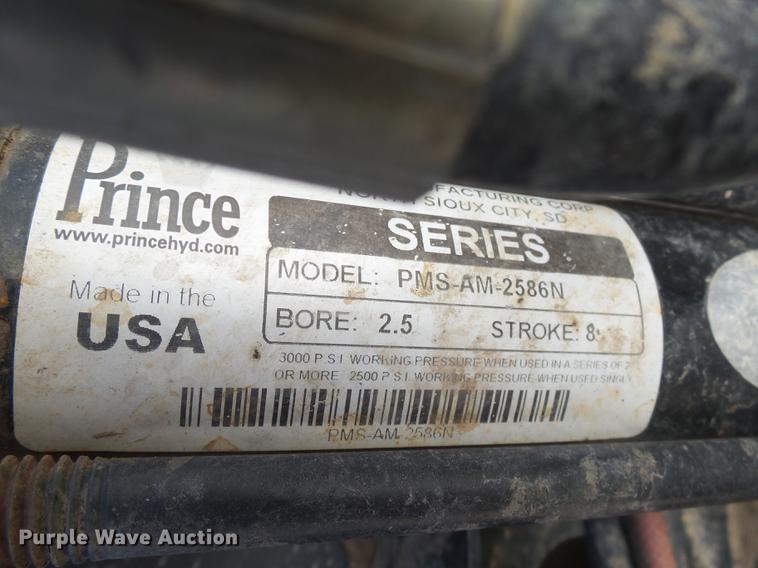 Prince
www.princehyd.com
Made in the
USA
CORP
SIOUX CITY, SD
SERIES
MODEL: PMS-AM-2586N
BORE: 2.5 STROKE: 8
3000 P.S.I. WORKING PRESSURE WHEN USED IN A SERIES OF 2
OR MORE 2500 P.S.I. WORKING PRESSURE WHEN USED SINGLY
PMS-AM-2586N
Purple Wave Auction